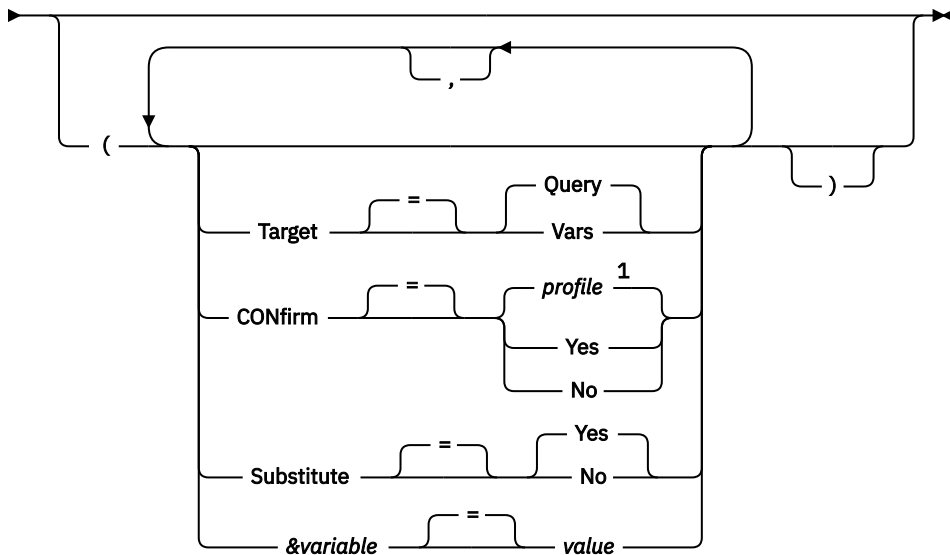 ,
(
)
=
Query
Target
Vars
=
profile 1
CONfirm
Yes
No
=
Yes
Substitute
No
=
&variable
value